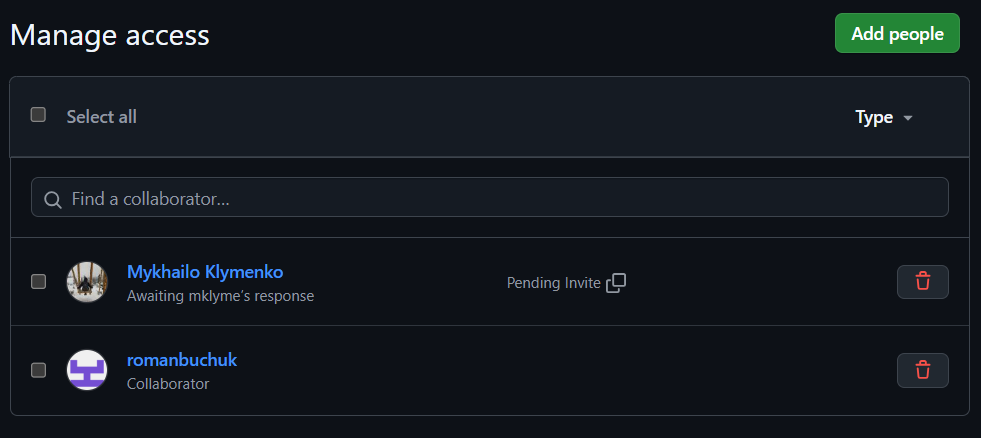 Manage access
Add people
Select all
Type
Find a collaborator...
Mykhailo Klymenko
Awaiting mklyme's response
Pending Invite
romanbuchuk
Collaborator